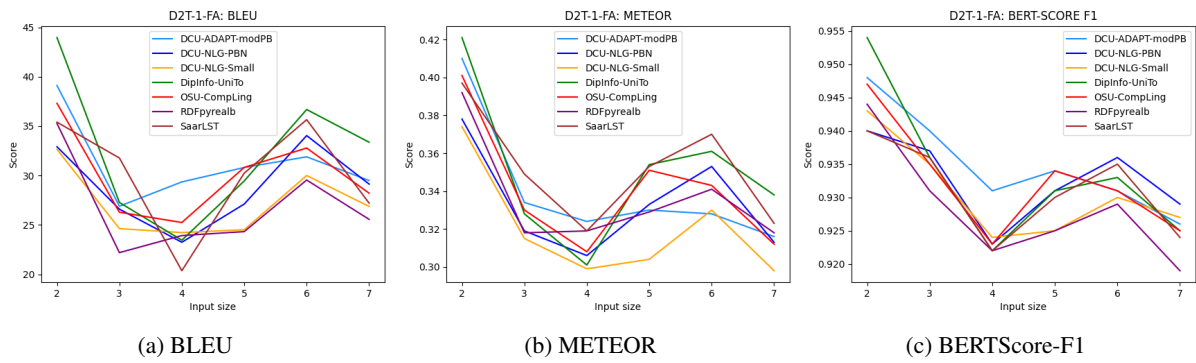 D2T-1-FA: BLEU
45
40
35
30
25
20
Score
2 3 4 5 6 7
Input size
DCU-ADAPT-modPB
DCU-NLG-PBN
DCU-NLG-Small
DipInfo-UniTo
OSU-CompLing
RDFpyrealb
SaarLST
(a) BLEU
D2T-1-FA: METEOR
0.42
0.40
0.38
0.36
0.34
0.32
0.30
Score
2 3 4 5 6 7
Input size
DCU-ADAPT-modPB
DCU-NLG-PBN
DCU-NLG-Small
DipInfo-UniTo
OSU-CompLing
RDFpyrealb
SaarLST
(b) METEOR
D2T-1-FA: BERT-SCORE F1
0.955
0.950
0.945
0.940
0.935
0.930
0.925
0.920
Score
2 3 4 5 6 7
Input size
DCU-ADAPT-modPB
DCU-NLG-PBN
DCU-NLG-Small
DipInfo-UniTo
OSU-CompLing
RDFpyrealb
SaarLST
(c) BERTScore-F1